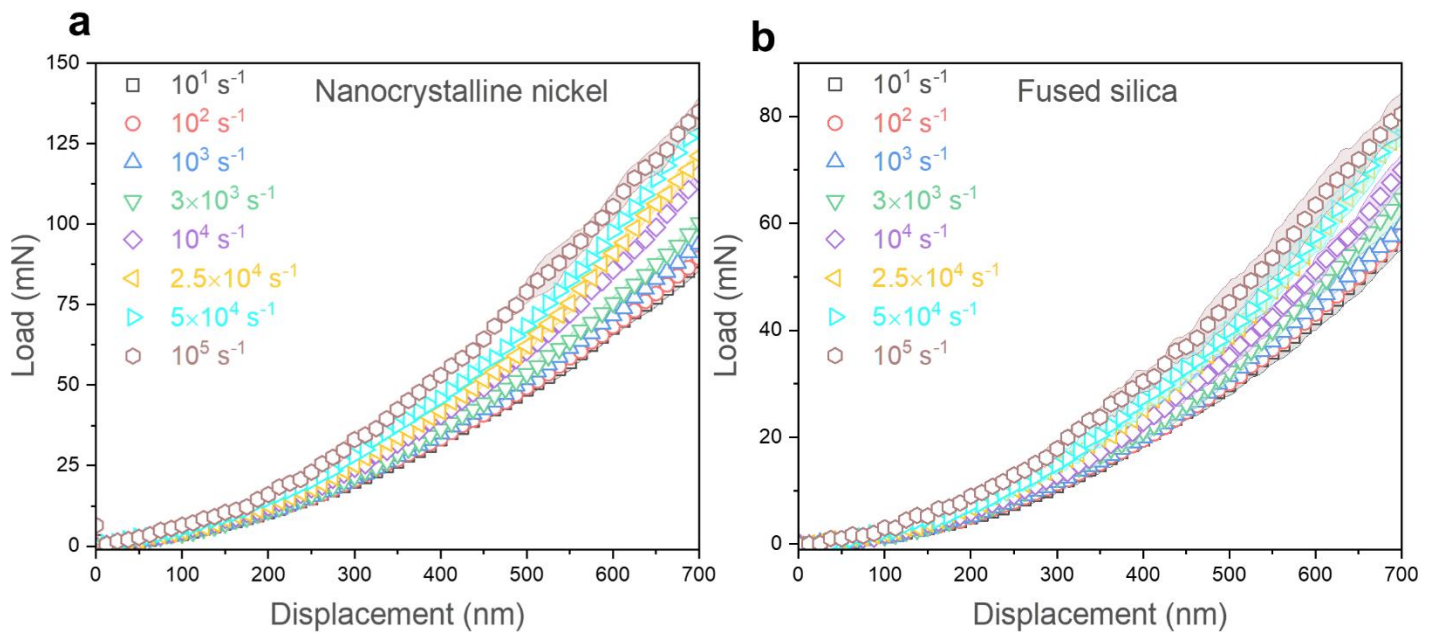 a
Nanocrystalline nickel
10¹ s⁻¹
10² s⁻¹
10³ s⁻¹
3×10³ s⁻¹
10⁴ s⁻¹
2.5×10⁴ s⁻¹
5×10⁴ s⁻¹
10⁵ s⁻¹
Load (mN)
150
125
100
75
50
25
0
0 100 200 300 400 500 600 700
Displacement (nm)
b
Fused silica
10¹ s⁻¹
10² s⁻¹
10³ s⁻¹
3×10³ s⁻¹
10⁴ s⁻¹
2.5×10⁴ s⁻¹
5×10⁴ s⁻¹
10⁵ s⁻¹
Load (mN)
80
60
40
20
0
0 100 200 300 400 500 600 700
Displacement (nm)